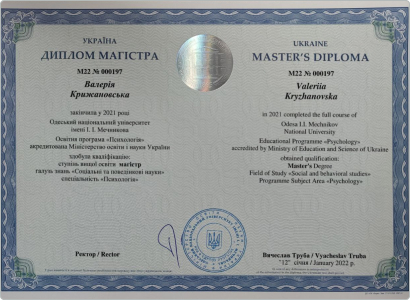 УКРАЇНА
ДИПЛОМ МАГІСТРА
М22 № 000197
Валерія
Крижановська
закінчила у 2021 році
Одеський національний університет
імені І. І. Мечникова
Освітня програма «Психологія»
акредитована Міністерство освіти і науки України
здобула кваліфікацію:
ступінь вищої освіти магістр
галузь знань «Соціальні та поведінкові науки»
спеціальність «Психологія»
Ректор / Rector
UKRAINE
MASTER'S DIPLOMA
M22 № 000197
Valeriia
Kryzhanovska
in 2021 completed the full course of
Odesa I.I. Mechnikov
National University
Educational Programme «Psychology»
accredited by Ministry of Education and Science of Ukraine
obtained qualification:
Master's Degree
Field of Study «Social and behavioral studies»
Programme Subject Area «Psychology»
Вячеслав Труба / Vyacheslav Truba
"12" січня / January 2022 р.